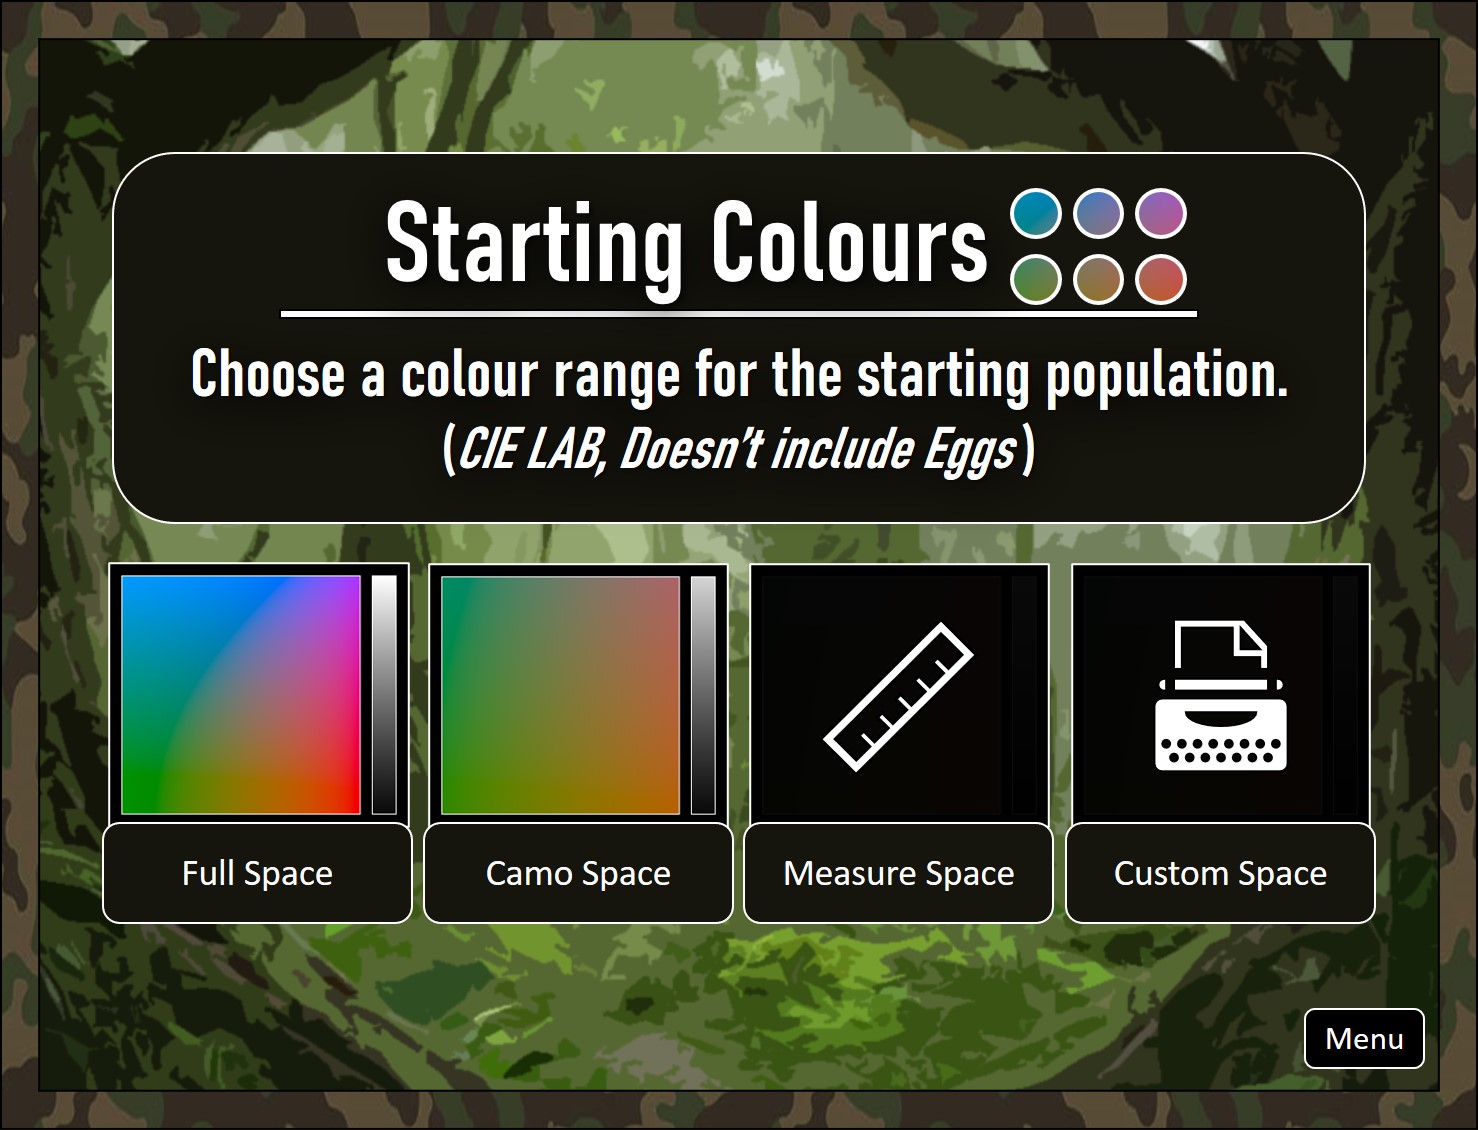 Starting Colours
Choose a colour range for the starting population.
(CIE LAB, Doesn't include Eggs)
Full Space
Camo Space
Measure Space
Custom Space
Menu